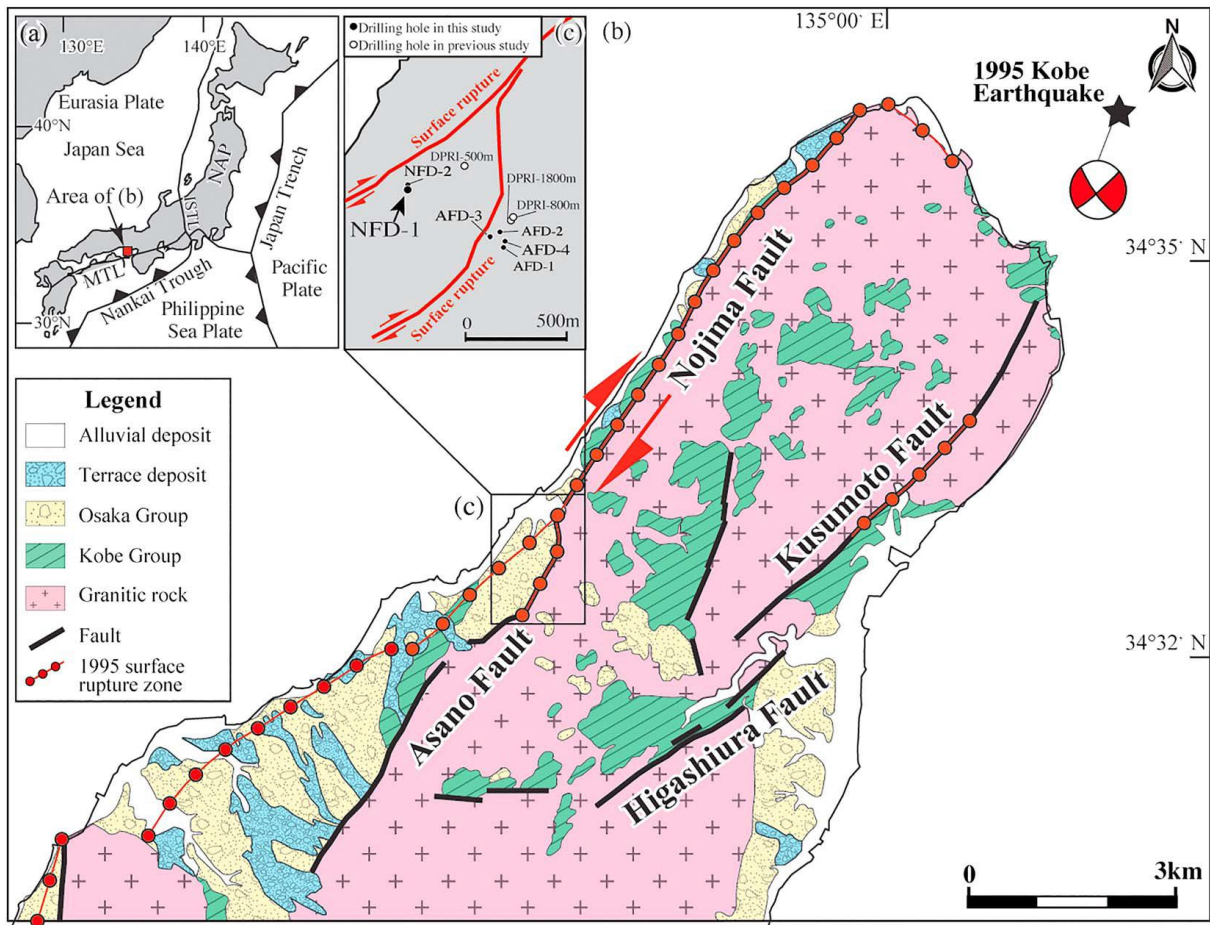 (a)
130°E
140°E
Eurasia Plate
40°N
Japan Sea
NAP
ISTL
Japan Trench
Area of (b)
MTL
Nankai Trough
Pacific
Plate
30°N
Philippine
Sea Plate
Drilling hole in this study
Drilling hole in previous study
(c)
Surface rupture
DPRI-500m
NFD-2
DPRI-1800m
NFD-1
DPRI-800m
AFD-3
AFD-2
AFD-4
AFD-1
Surface rupture
0
500m
(b)
135°00' E
N
1995 Kobe
Earthquake
34°35' N
Nojima Fault
Kusumoto Fault
(c)
34°32' N
Asano Fault
Higashiura Fault
0
3km
Legend
Alluvial deposit
Terrace deposit
Osaka Group
Kobe Group
Granitic rock
Fault
1995 surface
rupture zone